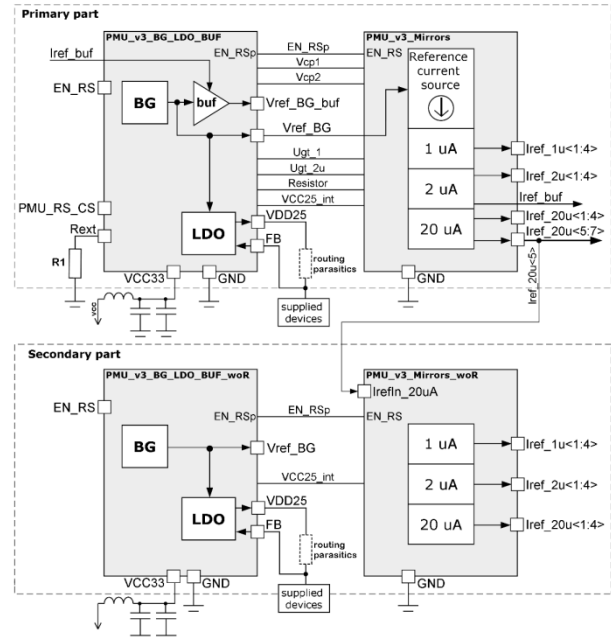 Primary part
PMU_v3_BG_LDO_BUF
PMU_v3_Mirrors
Iref_buf
EN_RSp
EN_RSp
EN_RS
Vcp1
Vcp2
Reference
current
source
EN_RS
BG
buf
Vref_BG_buf
Vref_BG
Ugt_1
Ugt_2u
Resistor
VCC25_int
1 uA
Iref_1u<1:4>
2 uA
Iref_2u<1:4>
Iref_buf
20 uA
Iref_20u<1:4>
Iref_20u<5:7>
PMU_RS_CS
Rext
LDO
VDD25
FB
R1
routing
parasitics
VCC33
GND
GND
vcc
supplied
devices
Iref_20u<5>
Secondary part
PMU_v3_BG_LDO_BUF_woR
PMU_v3_Mirrors_woR
IrefIn_20uA
EN_RS
EN_RSp
EN_RSp
EN_RS
BG
Vref_BG
1 uA
Iref_1u<1:4>
VCC25_int
2 uA
Iref_2u<1:4>
LDO
VDD25
FB
20 uA
Iref_20u<1:4>
routing
parasitics
VCC33
GND
GND
supplied
devices
vcc